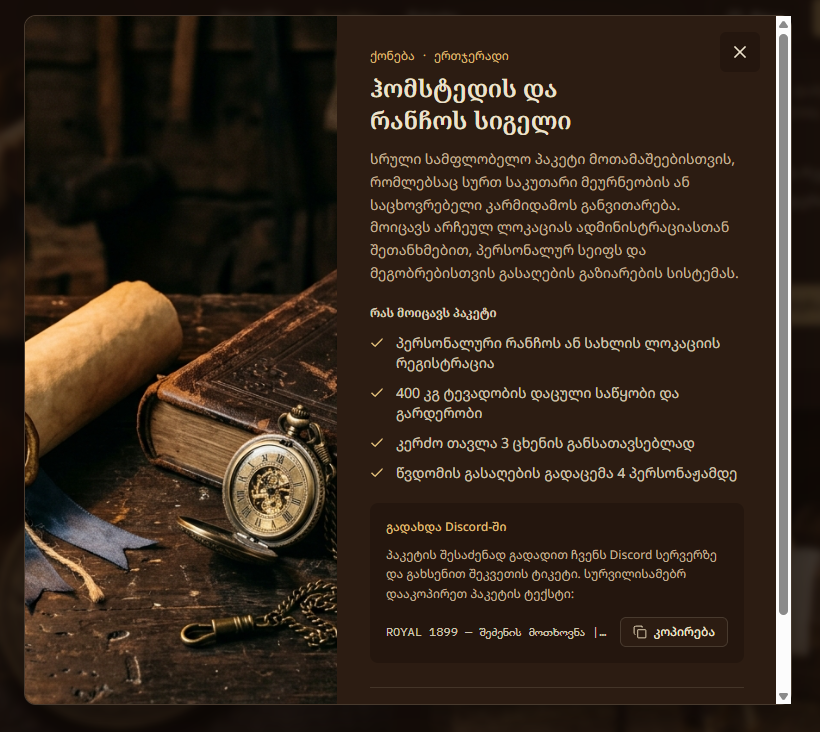 ქონება · ერთჯერადი
ჰომსტედის და
რანჩოს სიგელი
სრული სამფლობელო პაკეტი მოთამაშეებისთვის,
რომლებსაც სურთ საკუთარი მეურნეობის ან
საცხოვრებელი კარმიდამოს განვითარება.
მოიცავს არჩეულ ლოკაციას ადმინისტრაციასთან
შეთანხმებით, პერსონალურ სეიფს და
მეგობრებისთვის გასაღების გაზიარების სისტემას.
რას მოიცავს პაკეტი
პერსონალური რანჩოს ან სახლის ლოკაციის
რეგისტრაცია
400 კგ ტევადობის დაცული საწყობი და
გარდერობი
კერძო თავლა 3 ცხენის განსათავსებლად
წვდომის გასაღების გადაცემა 4 პერსონაჟამდე
გადახდა Discord-ში
პაკეტის შესაძენად გადადით ჩვენს Discord სერვერზე
და გახსენით შეკვეთის ტიკეტი. სურვილისამებრ
დააკოპირეთ პაკეტის ტექსტი:
ROYAL 1899 — შეძენის მოთხოვნა |…
კოპირება